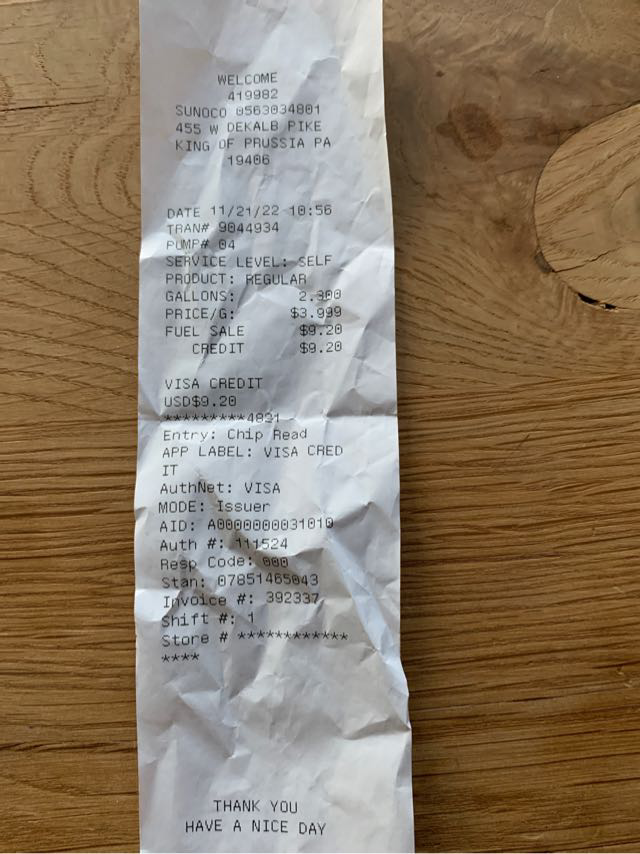 WELCOME
419982
SUNOCO 0563034801
455 W DEKALB PIKE
KING OF PRUSSIA PA
19406
DATE 11/21/22 10:56
TRAN# 9044934
PUMP# 04
SERVICE LEVEL: SELF
PRODUCT: REGULAR
GALLONS: 2.300
PRICE/G: $3.999
FUEL SALE $9.20
CREDIT $9.20
VISA CREDIT
USD$9.20
*********4891
Entry: Chip Read
APP LABEL: VISA CRED
IT
AuthNet: VISA
MODE: Issuer
AID: A0000000031010
Auth #: 111524
Resp Code: 000
Stan: 07851465043
Invoice #: 392337
Shift #: 1
Store # ************
****
THANK YOU
HAVE A NICE DAY